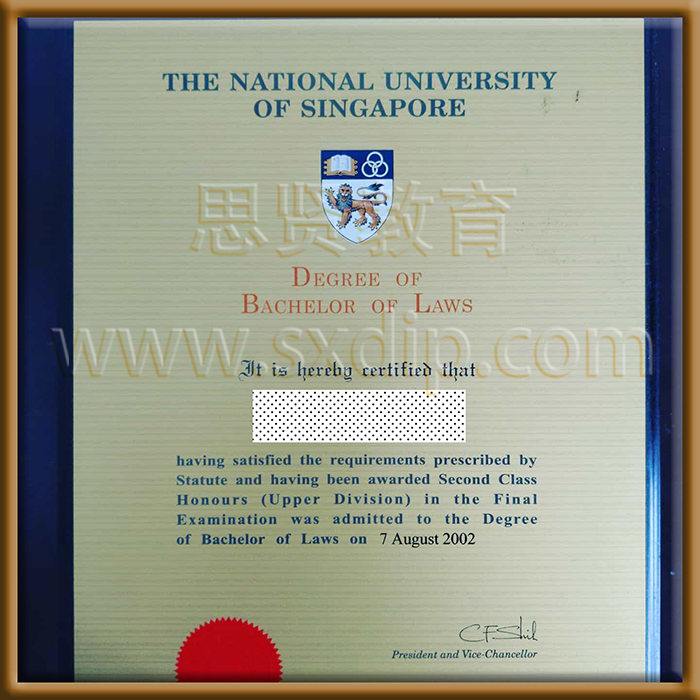 THE NATIONAL UNIVERSITY
OF SINGAPORE
思贤教育
DEGREE OF
BACHELOR OF LAWS
www.sxdip.com
It is hereby certified that
having satisfied the requirements prescribed by
Statute and having been awarded Second Class
Honours (Upper Division) in the Final
Examination was admitted to the Degree
of Bachelor of Laws on 7 August 2002
CFShih
President and Vice-Chancellor